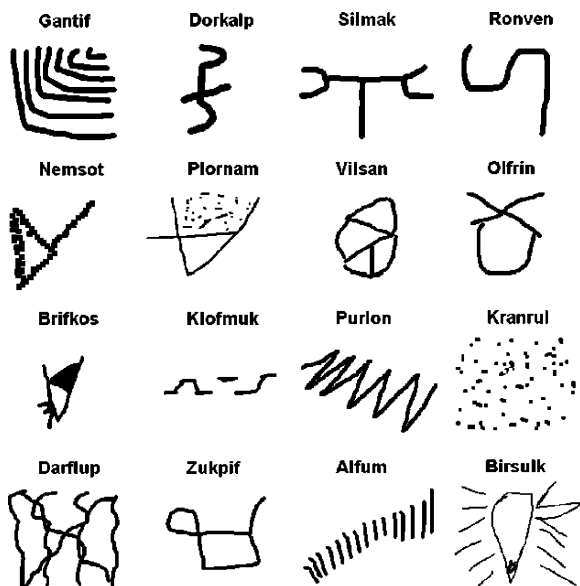 Gantif Dorkalp Silmak Ronven
Nemsot Plornam Vilsan Olfrin
Brifkos Klofmuk Purlon Kranrul
Darflup Zukpif Alfum Birsulk